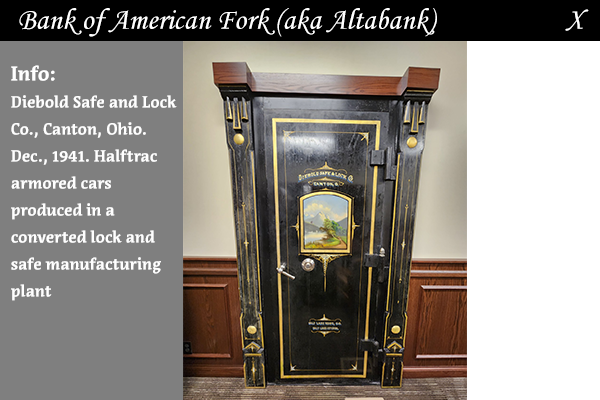 Bank of American Fork (aka Altabank)
X
Info:
Diebold Safe and Lock
Co., Canton, Ohio.
Dec., 1941. Halftrac
armored cars
produced in a
converted lock and
safe manufacturing
plant
DIEBOLD SAFE & LOCK Co
CANTON, O.